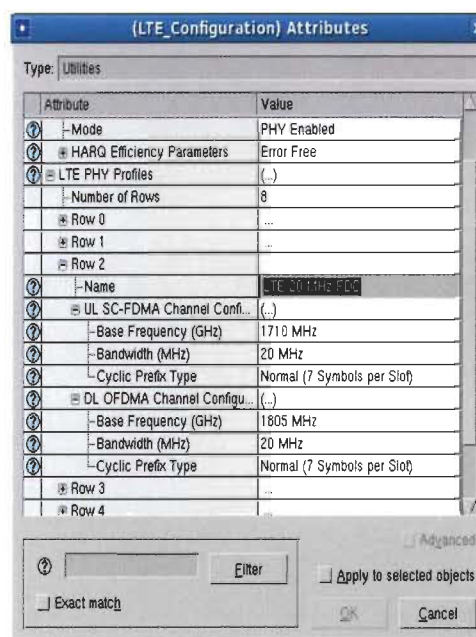 (LTE_Configuration) Attributes
Type: Utilities
Attribute Value
Mode PHY Enabled
HARQ Efficiency Parameters Error Free
LTE PHY Profiles (...)
Number of Rows 8
Row 0 ...
Row 1 ...
Row 2
Name LTE 20 MHz FDD
UL SC-FDMA Channel Confi... (...)
Base Frequency (GHz) 1710 MHz
Bandwidth (MHz) 20 MHz
Cyclic Prefix Type Normal (7 Symbols per Slot)
DL OFDMA Channel Configu... (...)
Base Frequency (GHz) 1805 MHz
Bandwidth (MHz) 20 MHz
Cyclic Prefix Type Normal (7 Symbols per Slot)
Row 3 ...
Row 4 ...
Advanced
Filter
Apply to selected objects
Exact match
OK Cancel